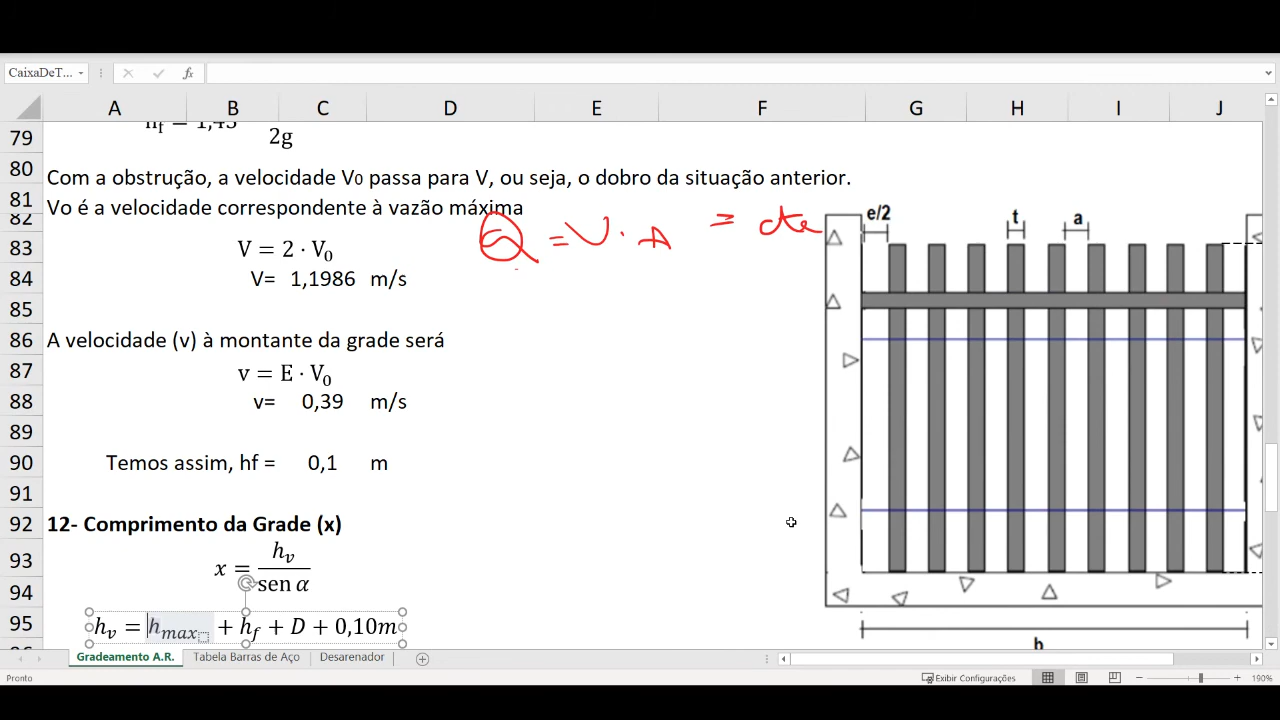 CaixaDeT...
fx
A B C D E F G H I J
79 hf = 1,43
2g
80 Com a obstrução, a velocidade V0 passa para V, ou seja, o dobro da situação anterior.
81 Vo é a velocidade correspondente à vazão máxima
82
Q = V · A = cte
e/2 t a
83 V = 2 · V0
84 V= 1,1986 m/s
85
86 A velocidade (v) à montante da grade será
87 v = E · V0
88 v= 0,39 m/s
89
90 Temos assim, hf = 0,1 m
91
92 12- Comprimento da Grade (x)
93 x = hv
94 sen α
95 hv = hmax + hf + D + 0,10m
b
Gradeamento A.R. Tabela Barras de Aço Desarenador
Pronto Exibir Configurações 190%